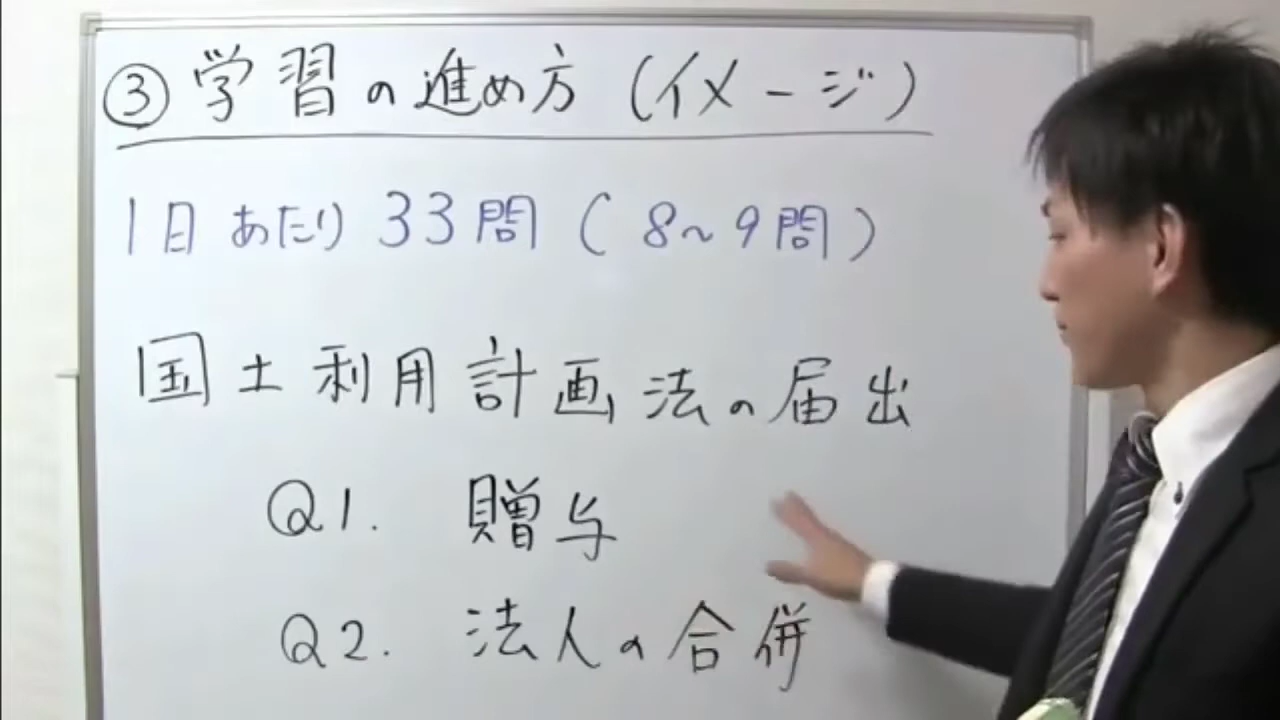 ③学習の進め方(イメージ)
1日あたり33問(8~9問)
国土利用計画法の届出
Q1. 贈与
Q2. 法人の合併